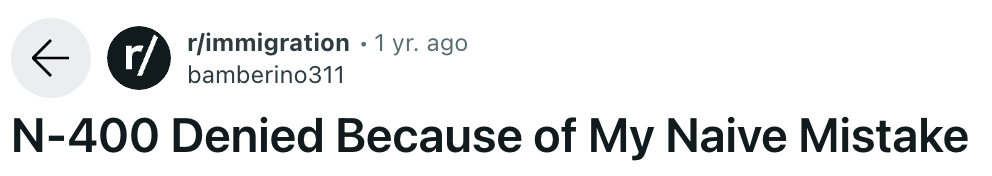 r/
r/immigration • 1 yr. ago
bamberino311
N-400 Denied Because of My Naive Mistake